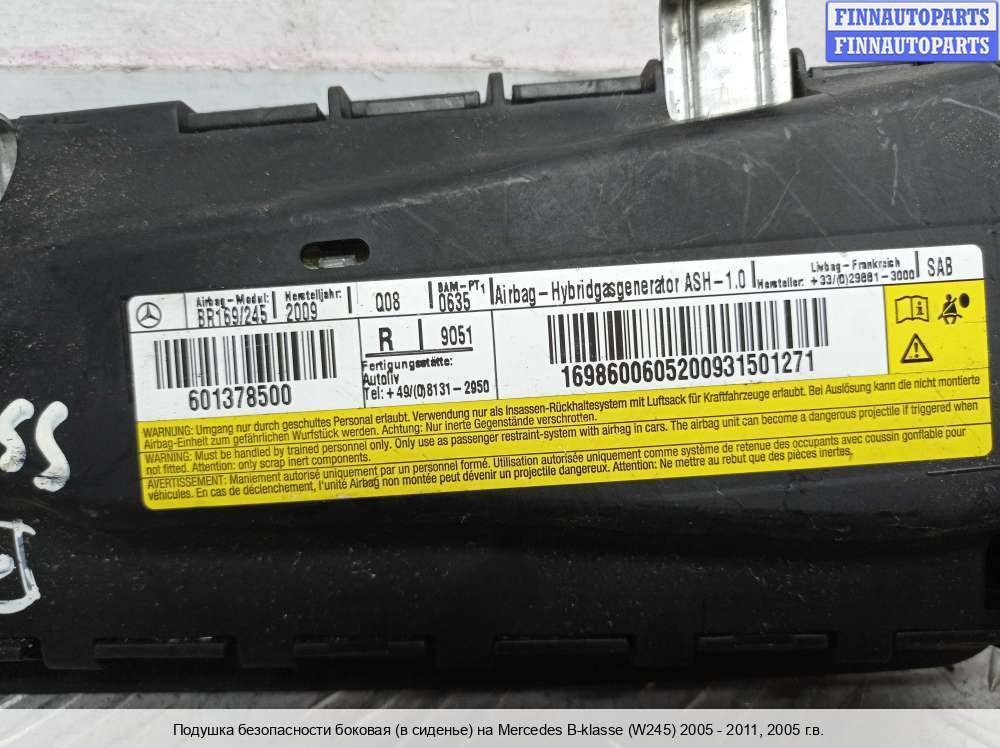 FINNAUTOPARTS
FINNAUTOPARTS
Airbag-Modul: BR169/245
Herstelljahr: 2009
Q08
BAM-PT1 0635
Airbag-Hybridgasgenerator ASH-1.0
Livbag-Frankreich
Hersteller: +33/(0)29881-3000
SAB
R 9051
Fertigungsstätte:
Autoliv
Tel: +49/(0)8131-2950
601378500
1698600605200931501271
WARNUNG: Umgang nur durch geschultes Personal erlaubt. Verwendung nur als Insassen-Rückhaltesystem mit Luftsack für Kraftfahrzeuge erlaubt. Bei Auslösung kann die nicht montierte
Airbag-Einheit zum gefährlichen Wurfstück werden. Achtung: Nur inerte Gegenstände verschrotten.
WARNING: Must be handled by trained personnel only. Only use as passenger restraint-system with airbag in cars. The airbag unit can become a dangerous projectile if triggered when
not fitted. Attention: only scrap inert components.
AVERTISSEMENT: Maniement autorisé uniquement par un personnel formé. Utilisation autorisée uniquement comme système de retenue des occupants avec coussin gonflable pour
véhicules. En cas de déclenchement, l'unité Airbag non montée peut devenir un projectile dangereux. Attention: Ne mettre au rebut que des pièces inertes.
Подушка безопасности боковая (в сиденье) на Mercedes B-klasse (W245) 2005 - 2011, 2005 г.в.